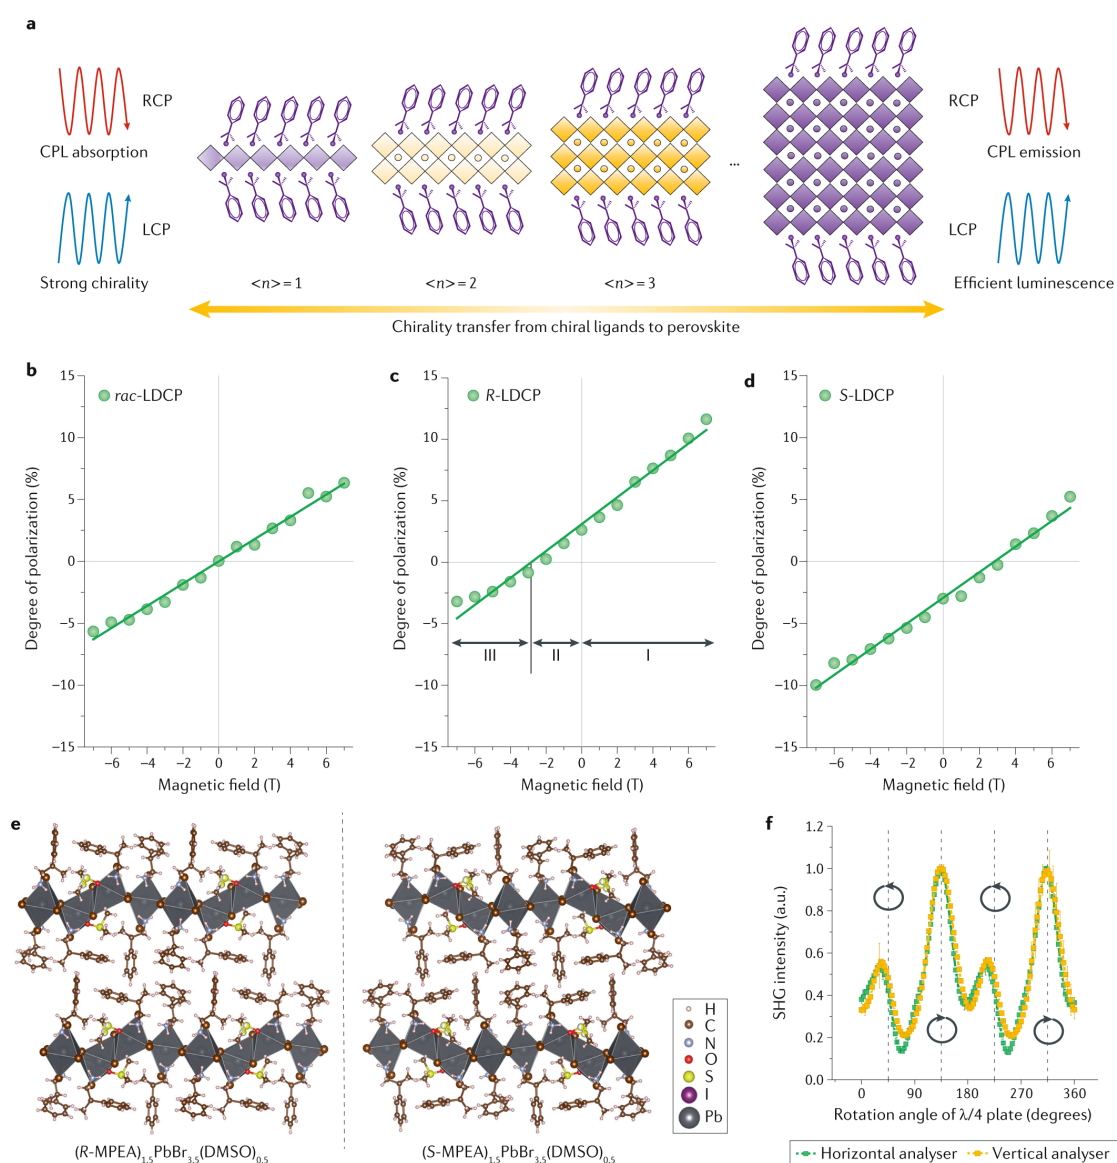 a
RCP
CPL absorption
LCP
Strong chirality
<n> = 1
<n> = 2
<n> = 3
...
RCP
CPL emission
LCP
Efficient luminescence
Chirality transfer from chiral ligands to perovskite
b
rac-LDCP
Degree of polarization (%)
15
10
5
0
−5
−10
−15
−6 −4 −2 0 2 4 6
Magnetic field (T)
c
R-LDCP
Degree of polarization (%)
15
10
5
0
−5
−10
−15
III II I
−6 −4 −2 0 2 4 6
Magnetic field (T)
d
S-LDCP
Degree of polarization (%)
15
10
5
0
−5
−10
−15
−6 −4 −2 0 2 4 6
Magnetic field (T)
e
H
C
N
O
S
I
Pb
(R-MPEA)1.5PbBr3.5(DMSO)0.5
(S-MPEA)1.5PbBr3.5(DMSO)0.5
f
SHG intensity (a.u.)
1.2
1.0
0.8
0.6
0.4
0.2
0.0
0 90 180 270 360
Rotation angle of λ/4 plate (degrees)
Horizontal analyser Vertical analyser